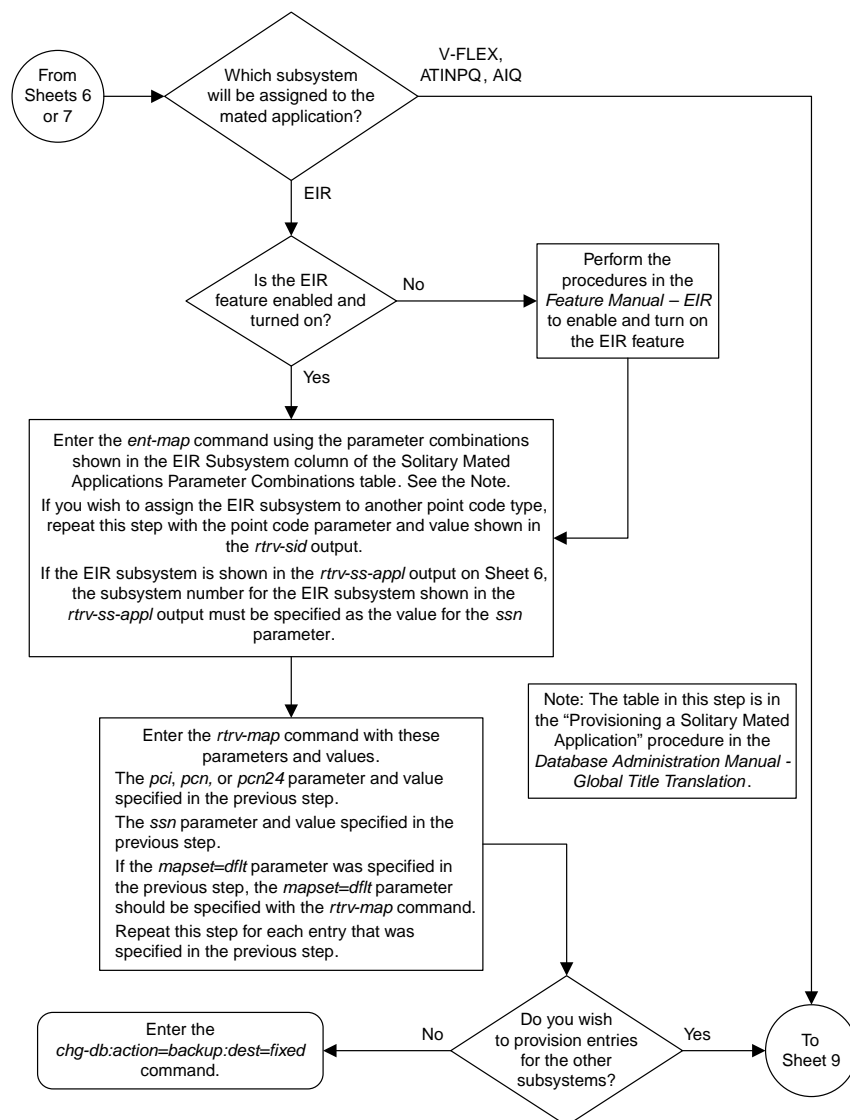 From
Sheets 6
or 7
Which subsystem
will be assigned to the
mated application?
V-FLEX,
ATINPQ, AIQ
EIR
Is the EIR
feature enabled and
turned on?
No
Perform the
procedures in the
Feature Manual – EIR
to enable and turn on
the EIR feature
Yes
Enter the ent-map command using the parameter combinations
shown in the EIR Subsystem column of the Solitary Mated
Applications Parameter Combinations table. See the Note.
If you wish to assign the EIR subsystem to another point code type,
repeat this step with the point code parameter and value shown in
the rtrv-sid output.
If the EIR subsystem is shown in the rtrv-ss-appl output on Sheet 6,
the subsystem number for the EIR subsystem shown in the
rtrv-ss-appl output must be specified as the value for the ssn
parameter.
Note: The table in this step is in
the “Provisioning a Solitary Mated
Application” procedure in the
Database Administration Manual -
Global Title Translation.
Enter the rtrv-map command with these
parameters and values.
The pci, pcn, or pcn24 parameter and value
specified in the previous step.
The ssn parameter and value specified in the
previous step.
If the mapset=dflt parameter was specified in
the previous step, the mapset=dflt parameter
should be specified with the rtrv-map command.
Repeat this step for each entry that was
specified in the previous step.
Do you wish
to provision entries
for the other
subsystems?
No
Yes
Enter the
chg-db:action=backup:dest=fixed
command.
To
Sheet 9